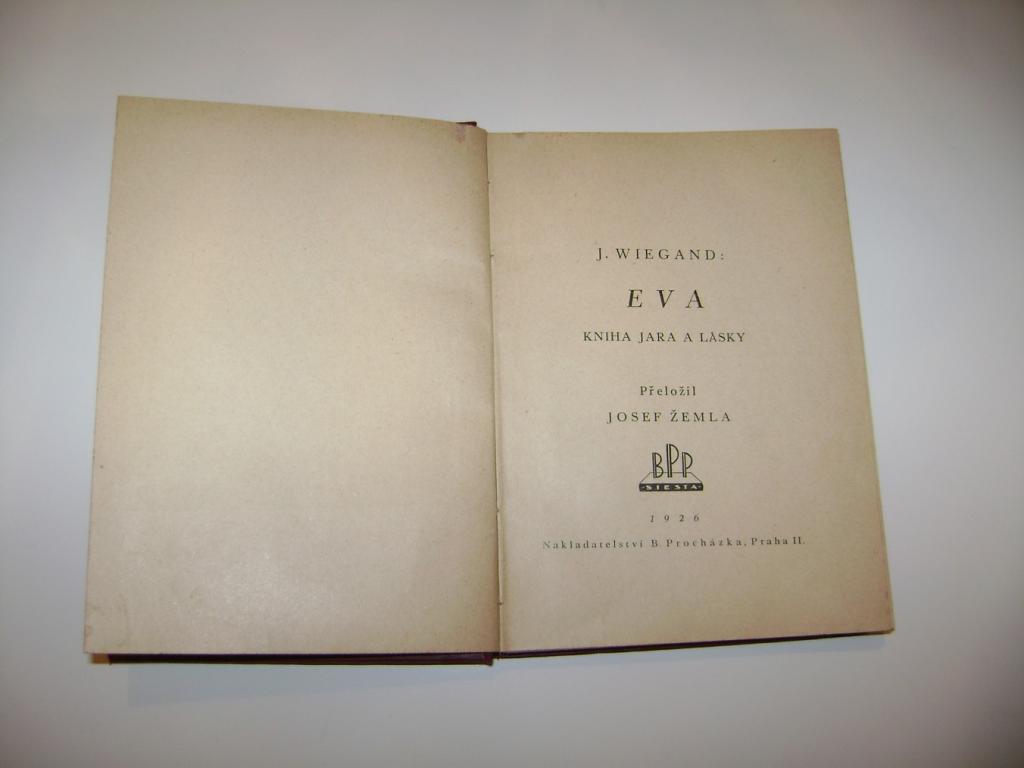 J. WIEGAND:
EVA
KNIHA JARA A LÁSKY
Přeložil
JOSEF ŽEMLA
BPP
SIESTA
1926
Nakladatelství B. Procházka, Praha II.